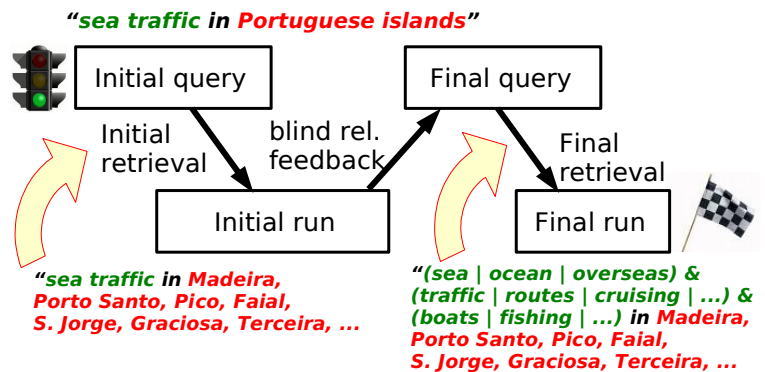 “sea traffic in Portuguese islands”
Initial query
Final query
Initial
retrieval
blind rel.
feedback
Final
retrieval
Initial run
Final run
“sea traffic in Madeira,
Porto Santo, Pico, Faial,
S. Jorge, Graciosa, Terceira, ...
“(sea | ocean | overseas) &
(traffic | routes | cruising | ...) &
(boats | fishing | ...) in Madeira,
Porto Santo, Pico, Faial,
S. Jorge, Graciosa, Terceira, ...